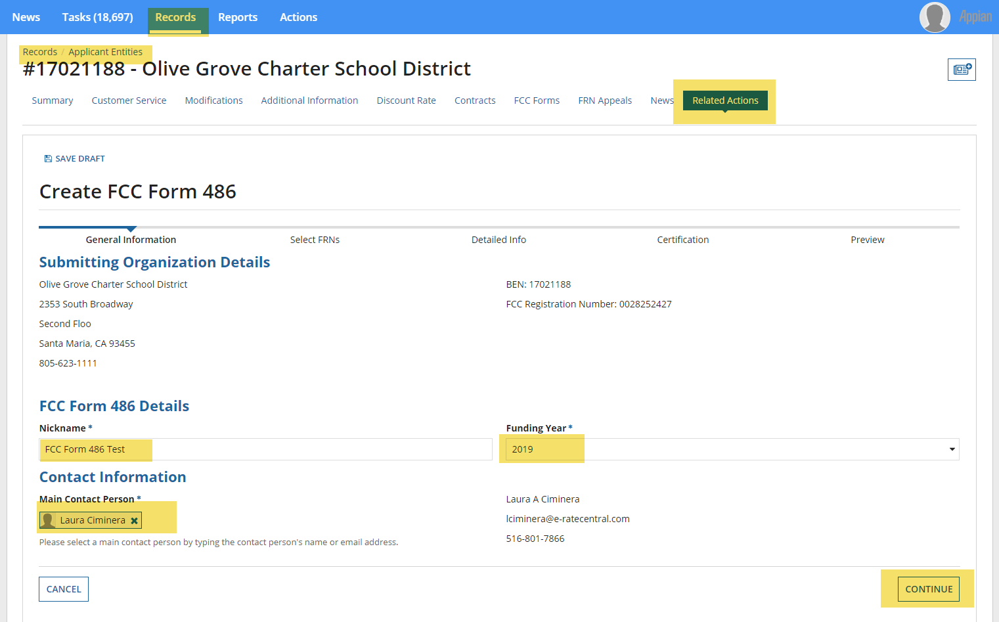 News Tasks (18,697) Records Reports Actions Appian
Records / Applicant Entities
#17021188 - Olive Grove Charter School District
Summary Customer Service Modifications Additional Information Discount Rate Contracts FCC Forms FRN Appeals News Related Actions
SAVE DRAFT
Create FCC Form 486
General Information Select FRNs Detailed Info Certification Preview
Submitting Organization Details
Olive Grove Charter School District BEN: 17021188
2353 South Broadway FCC Registration Number: 0028252427
Second Floo
Santa Maria, CA 93455
805-623-1111
FCC Form 486 Details
Nickname * Funding Year *
FCC Form 486 Test 2019
Contact Information
Main Contact Person * Laura A Ciminera
Laura Ciminera lciminera@e-ratecentral.com
Please select a main contact person by typing the contact person's name or email address. 516-801-7866
CANCEL CONTINUE